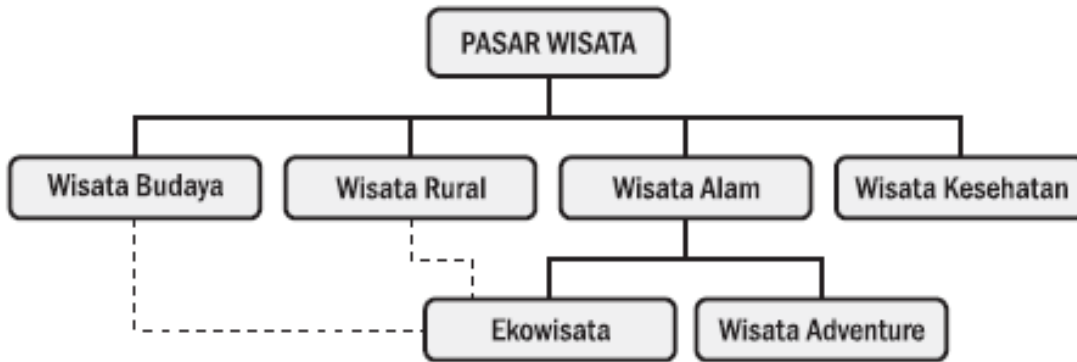 PASAR WISATA
Wisata Budaya
Wisata Rural
Wisata Alam
Wisata Kesehatan
Ekowisata
Wisata Adventure